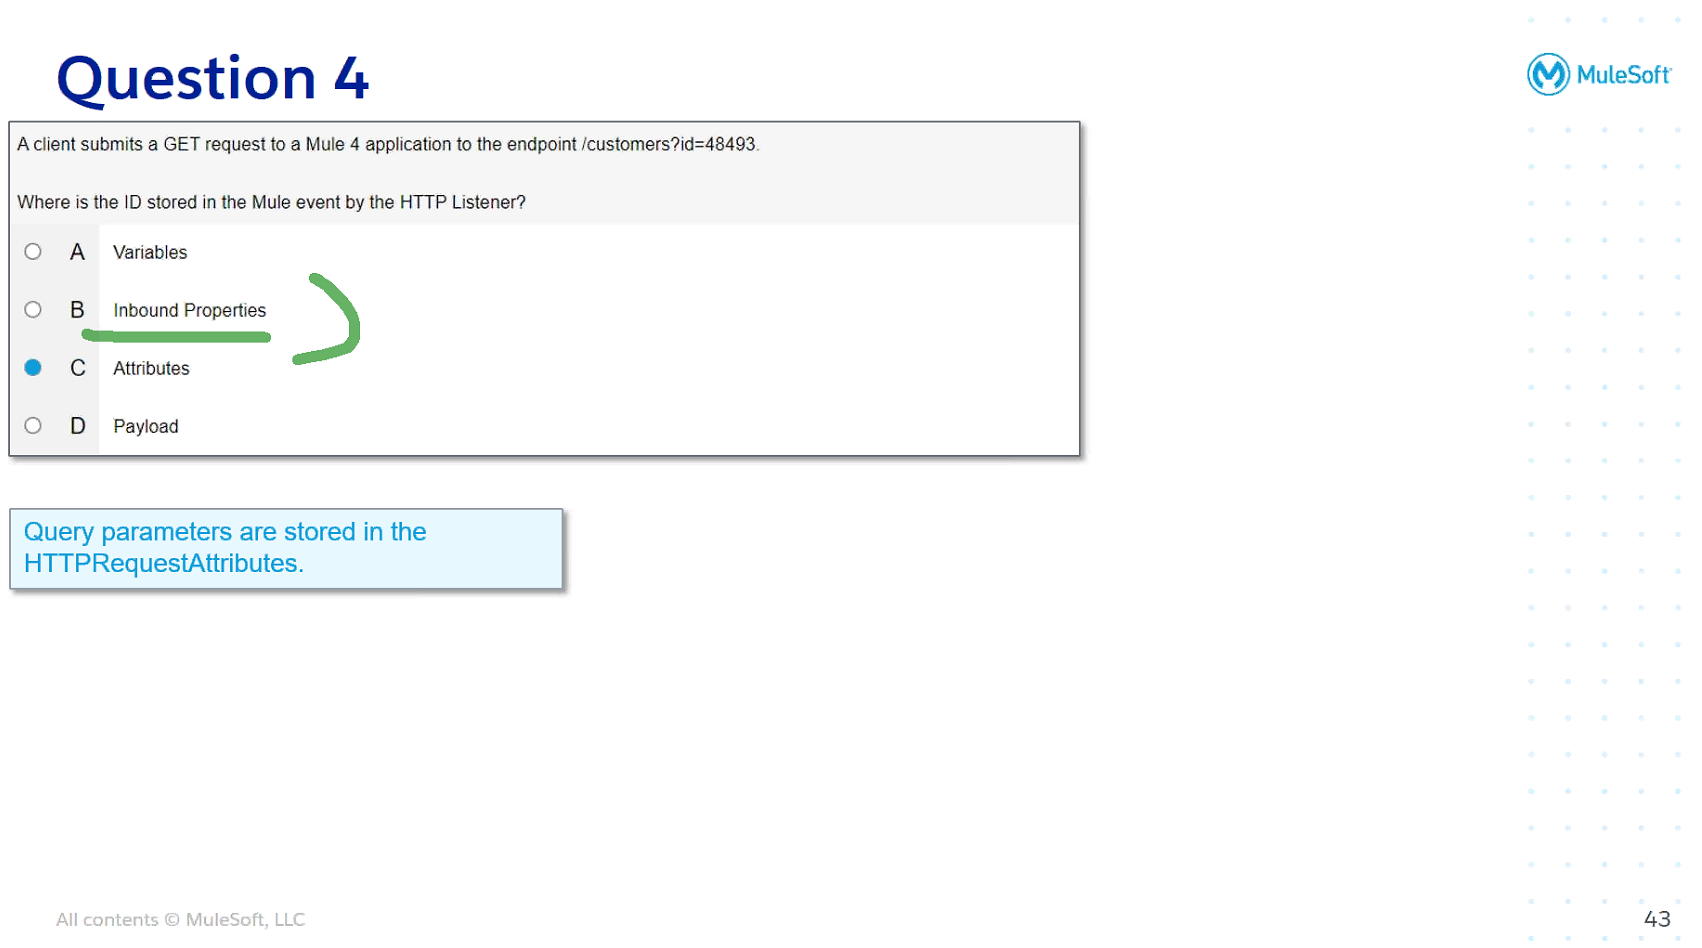 Question 4
MuleSoft
A client submits a GET request to a Mule 4 application to the endpoint /customers?id=48493.
Where is the ID stored in the Mule event by the HTTP Listener?
A Variables
B Inbound Properties
C Attributes
D Payload
Query parameters are stored in the
HTTPRequestAttributes.
All contents © MuleSoft, LLC
43